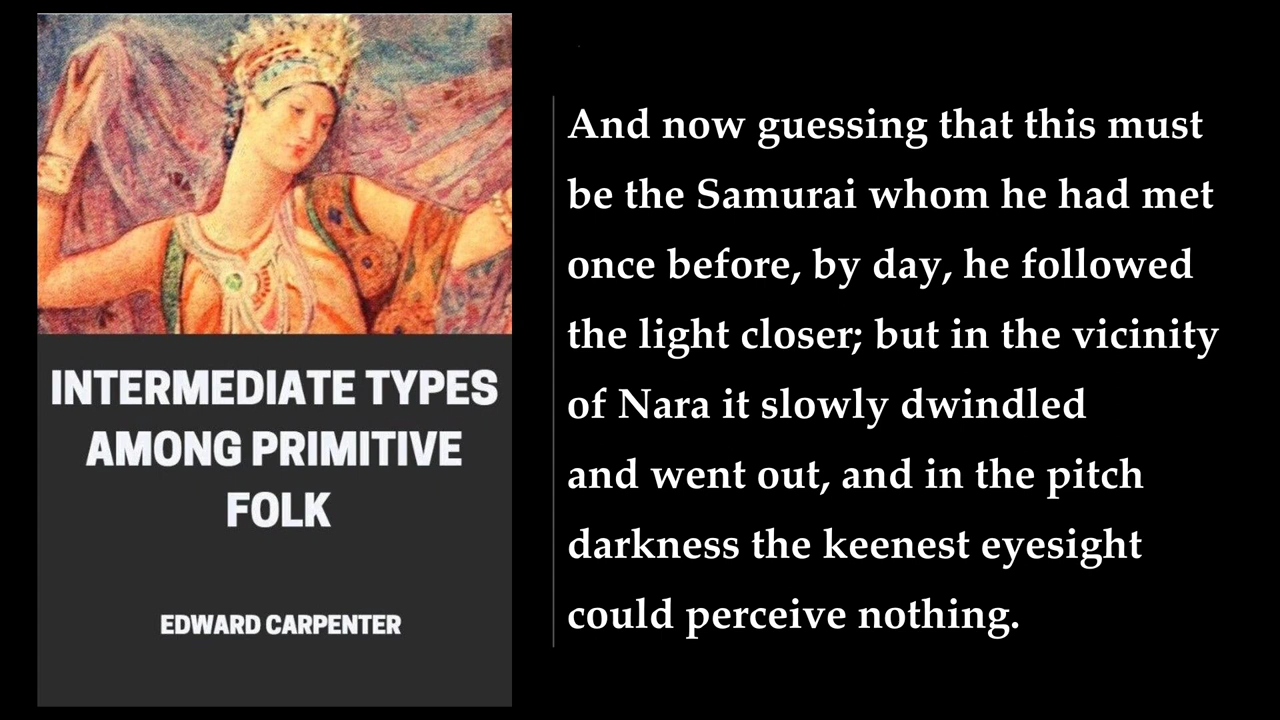 INTERMEDIATE TYPES
AMONG PRIMITIVE
FOLK
EDWARD CARPENTER
And now guessing that this must
be the Samurai whom he had met
once before, by day, he followed
the light closer; but in the vicinity
of Nara it slowly dwindled
and went out, and in the pitch
darkness the keenest eyesight
could perceive nothing.